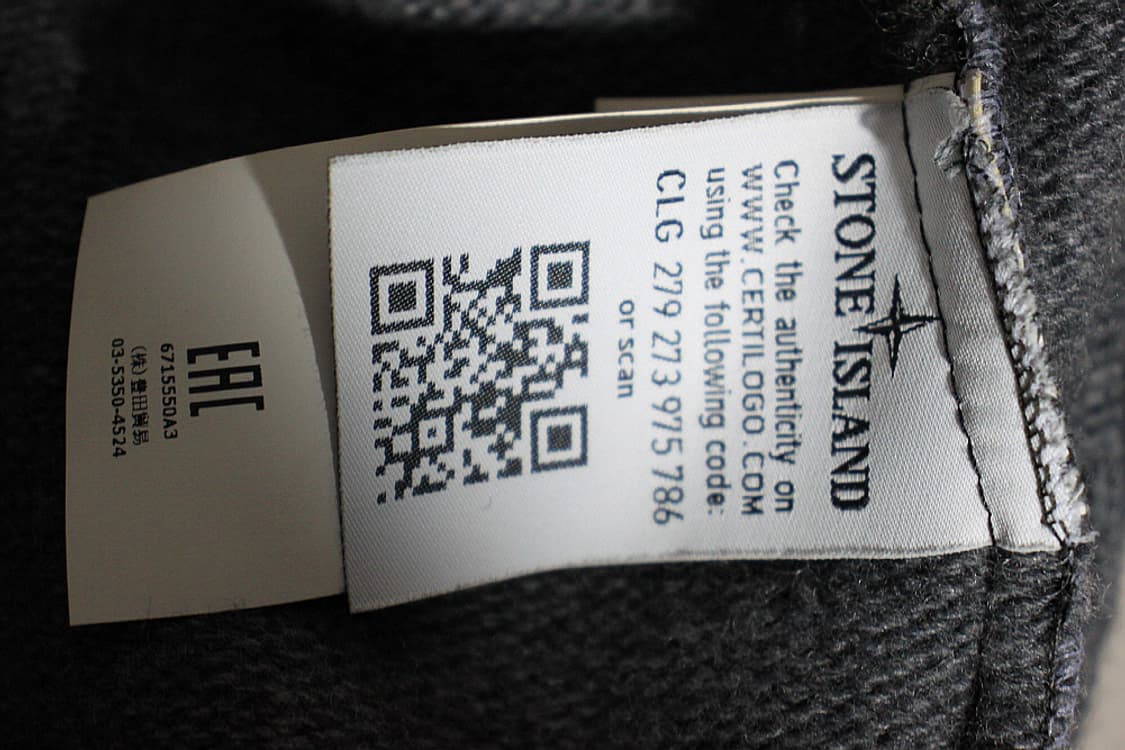 STONE ISLAND
Check the authenticity on
WWW.CERTILOGO.COM
using the following code:
CLG 279 273 975 786
or scan
EAC
6715550A3
(株)豊田貿易
03-5350-4524